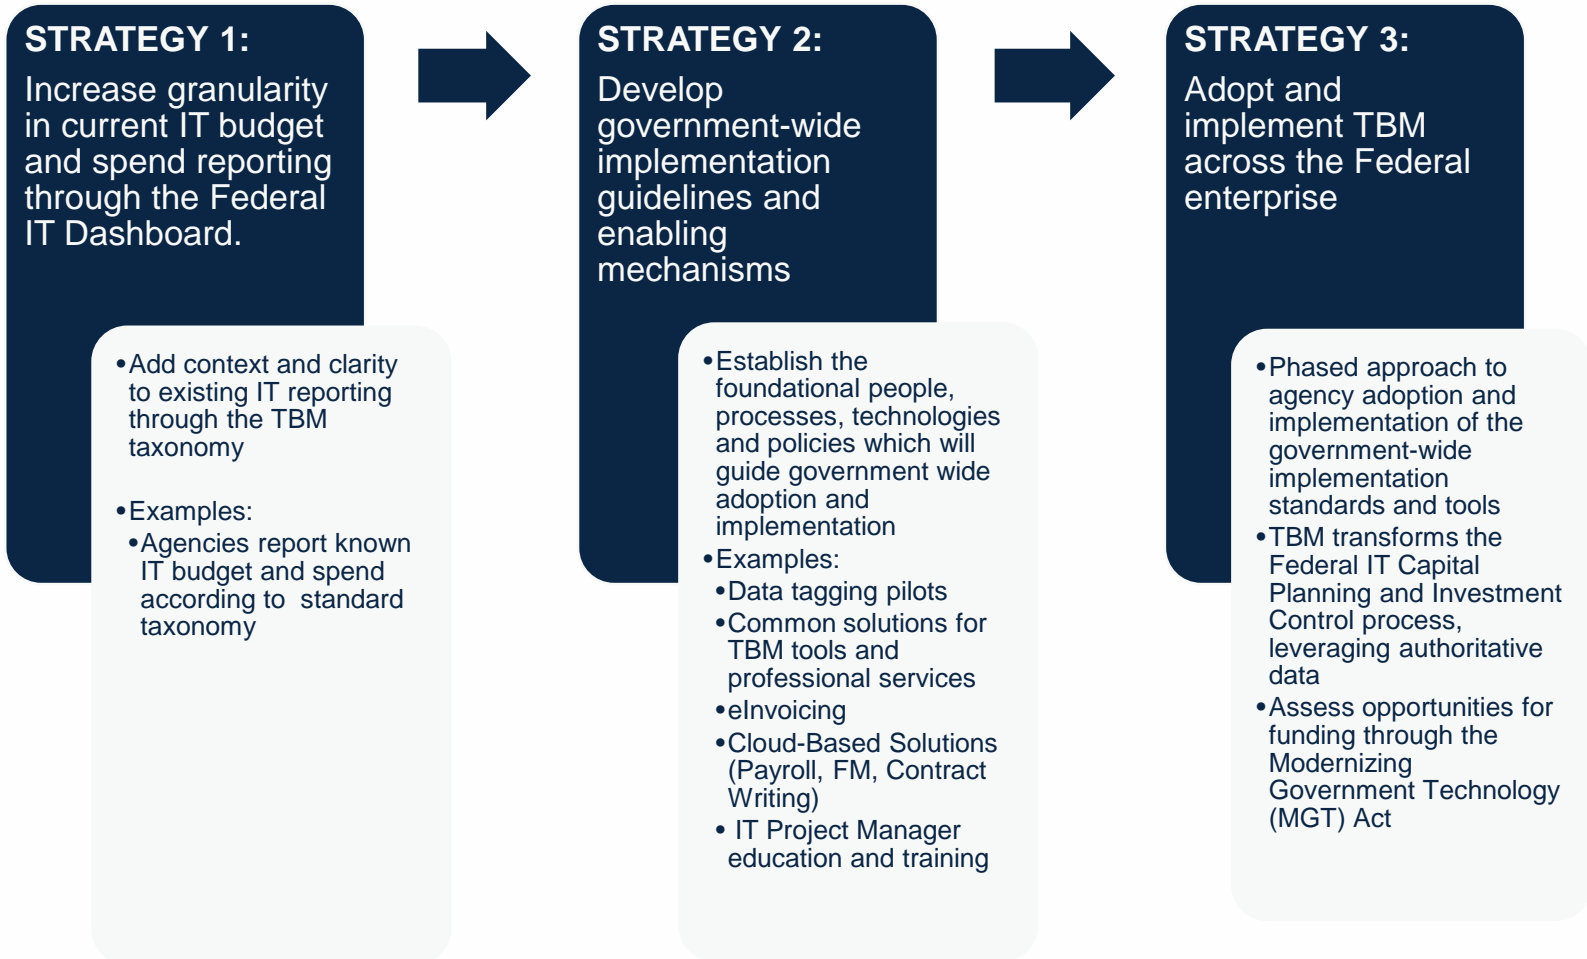 STRATEGY 1:
Increase granularity
in current IT budget
and spend reporting
through the Federal
IT Dashboard.
•Add context and clarity
to existing IT reporting
through the TBM
taxonomy
•Examples:
•Agencies report known
IT budget and spend
according to  standard
taxonomy
STRATEGY 2:
Develop
government-wide
implementation
guidelines and
enabling
mechanisms
•Establish the
foundational people,
processes, technologies
and policies which will
guide government wide
adoption and
implementation
•Examples:
•Data tagging pilots
•Common solutions for
TBM tools and
professional services
•eInvoicing
•Cloud-Based Solutions
(Payroll, FM, Contract
Writing)
• IT Project Manager
education and training
STRATEGY 3:
Adopt and
implement TBM
across the Federal
enterprise
•Phased approach to
agency adoption and
implementation of the
government-wide
implementation
standards and tools
•TBM transforms the
Federal IT Capital
Planning and Investment
Control process,
leveraging authoritative
data
•Assess opportunities for
funding through the
Modernizing
Government Technology
(MGT) Act